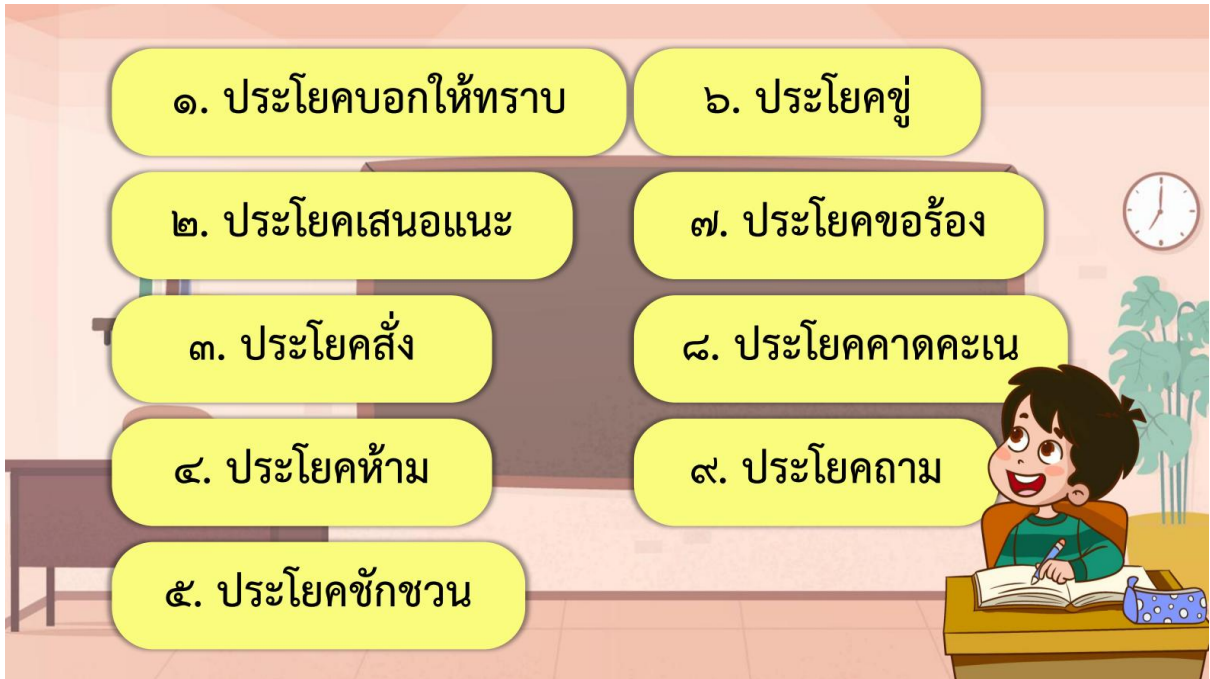 ๑. ประโยคบอกให้ทราบ
๒. ประโยคเสนอแนะ
๓. ประโยคสั่ง
๔. ประโยคห้าม
๕. ประโยคชักชวน
๖. ประโยคขู่
๗. ประโยคขอร้อง
๘. ประโยคคาดคะเน
๙. ประโยคถาม